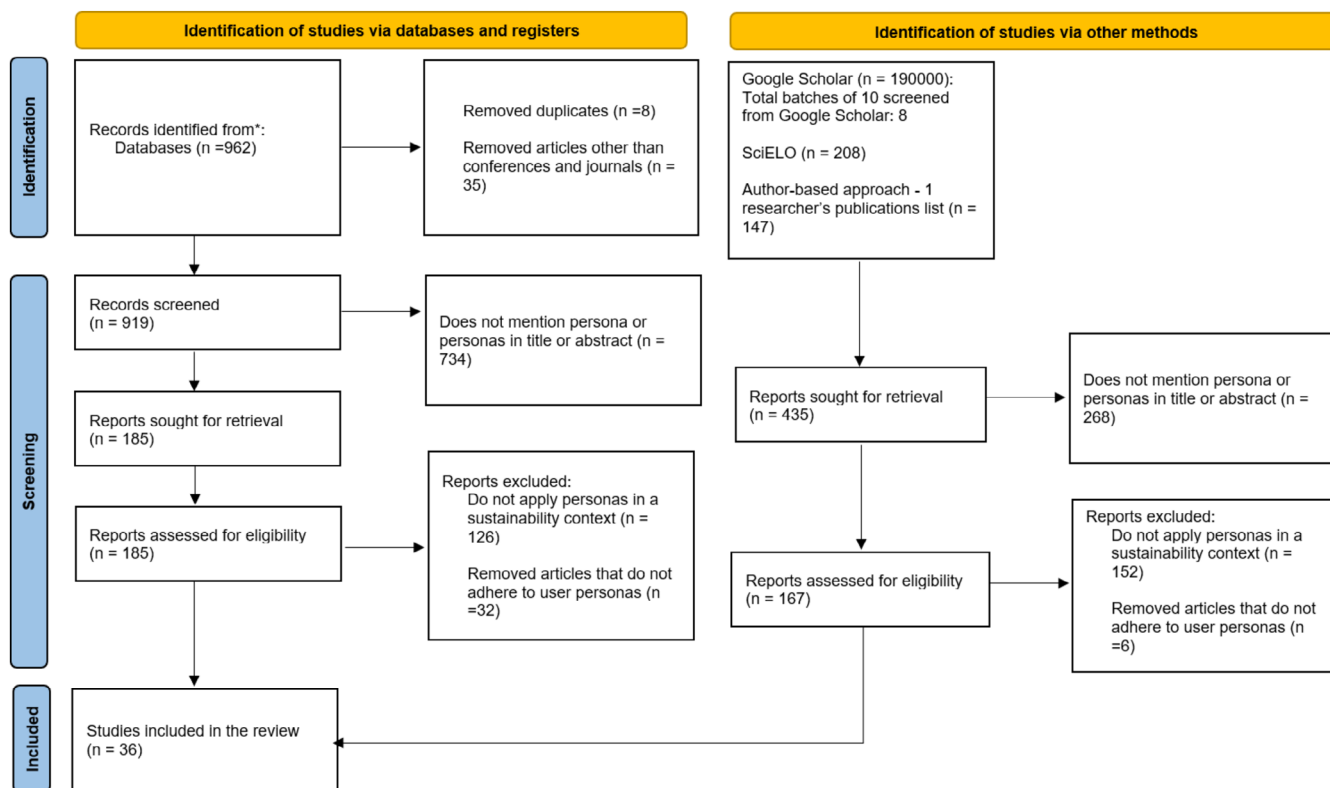 Identification of studies via databases and registers
Identification of studies via other methods
Identification
Records identified from*:
Databases (n =962)
Removed duplicates (n =8)
Removed articles other than
conferences and journals (n =
35)
Google Scholar (n = 190000):
Total batches of 10 screened
from Google Scholar: 8
SciELO (n = 208)
Author-based approach - 1
researcher's publications list (n =
147)
Screening
Records screened
(n = 919)
Does not mention persona or
personas in title or abstract (n =
734)
Reports sought for retrieval
(n = 185)
Reports assessed for eligibility
(n = 185)
Reports excluded:
Do not apply personas in a
sustainability context (n =
126)
Removed articles that do not
adhere to user personas (n
=32)
Reports sought for retrieval
(n = 435)
Does not mention persona or
personas in title or abstract (n =
268)
Reports assessed for eligibility
(n = 167)
Reports excluded:
Do not apply personas in a
sustainability context (n =
152)
Removed articles that do not
adhere to user personas (n
=6)
Included
Studies included in the review
(n = 36)